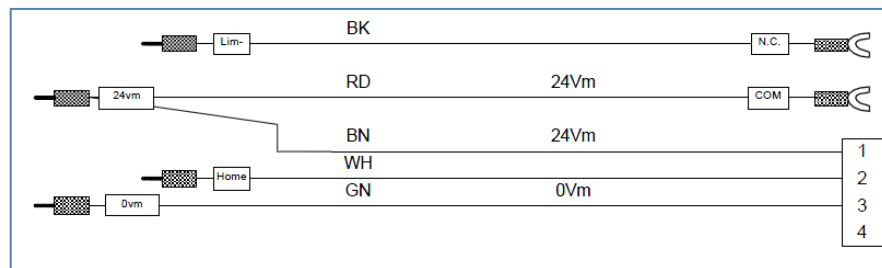 BK
Lim- N.C.
RD 24Vm
24vm COM
BN 24Vm
1
WH
Home 2
GN 0Vm
0vm 3
4